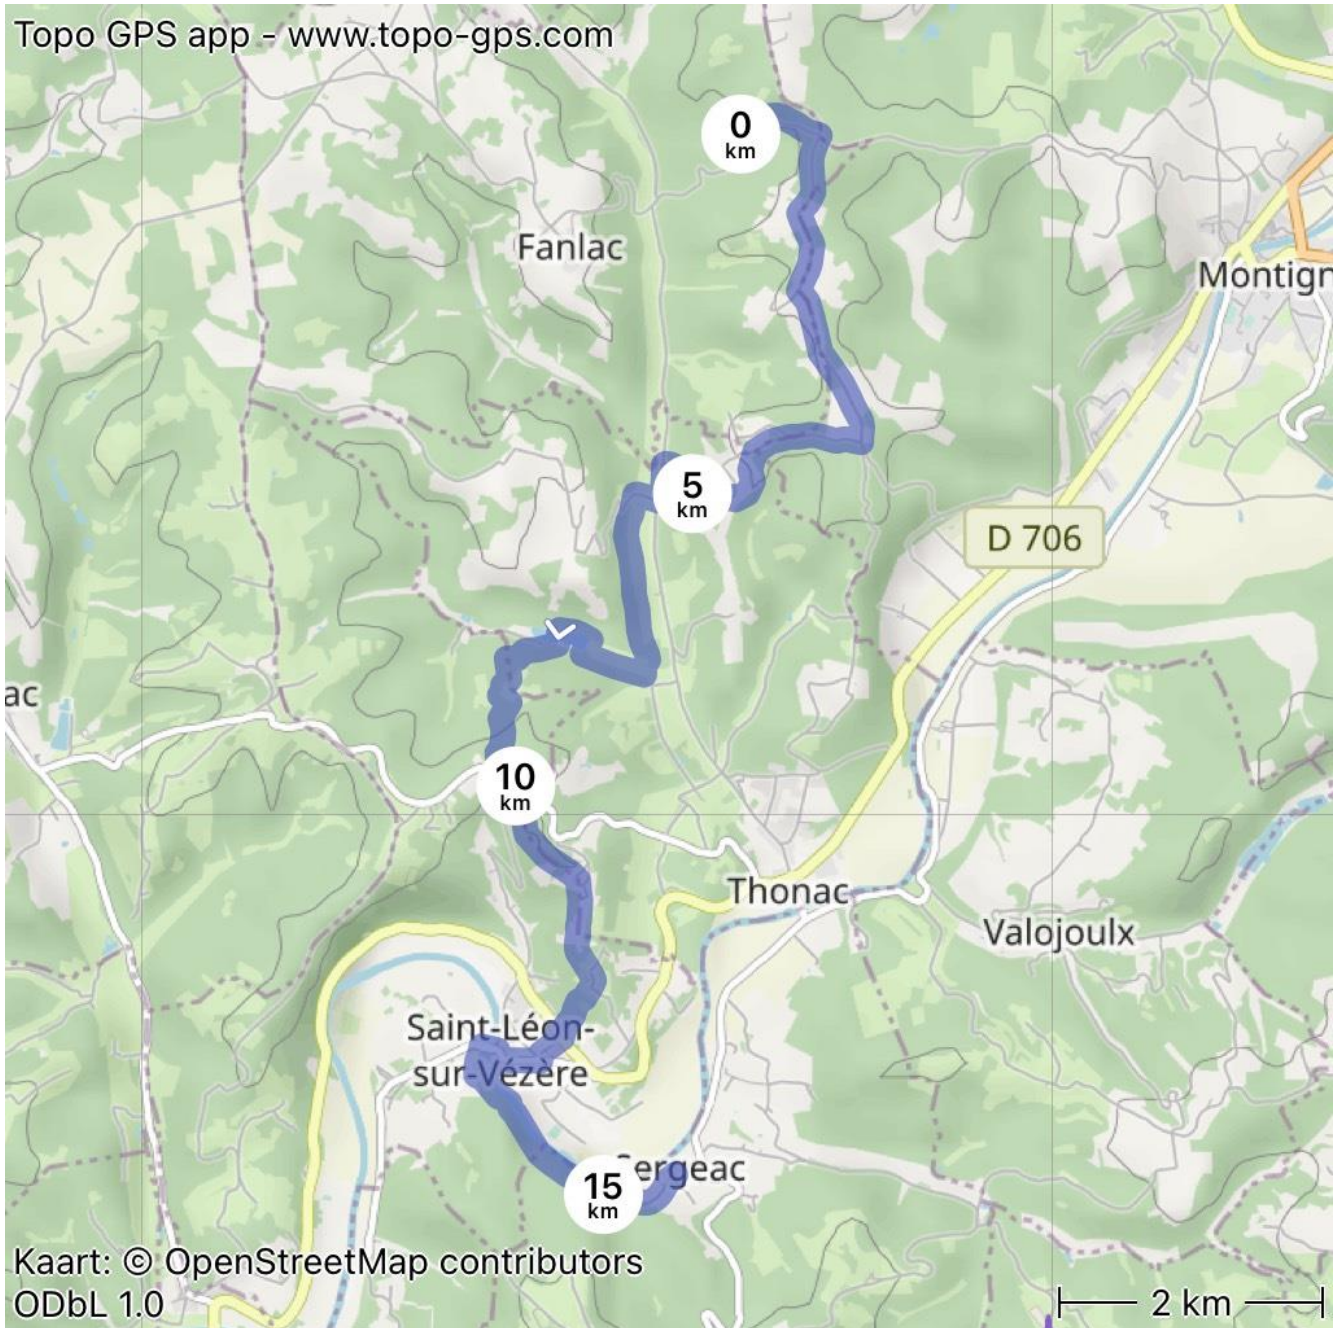 Topo GPS app - www.topo-gps.com
0
km
Fanlac
Montign
5
km
D 706
ac
10
km
Thonac
Valojoulx
Saint-Léon-
sur-Vézère
Sergeac
15
km
Kaart: © OpenStreetMap contributors
ODbL 1.0
2 km